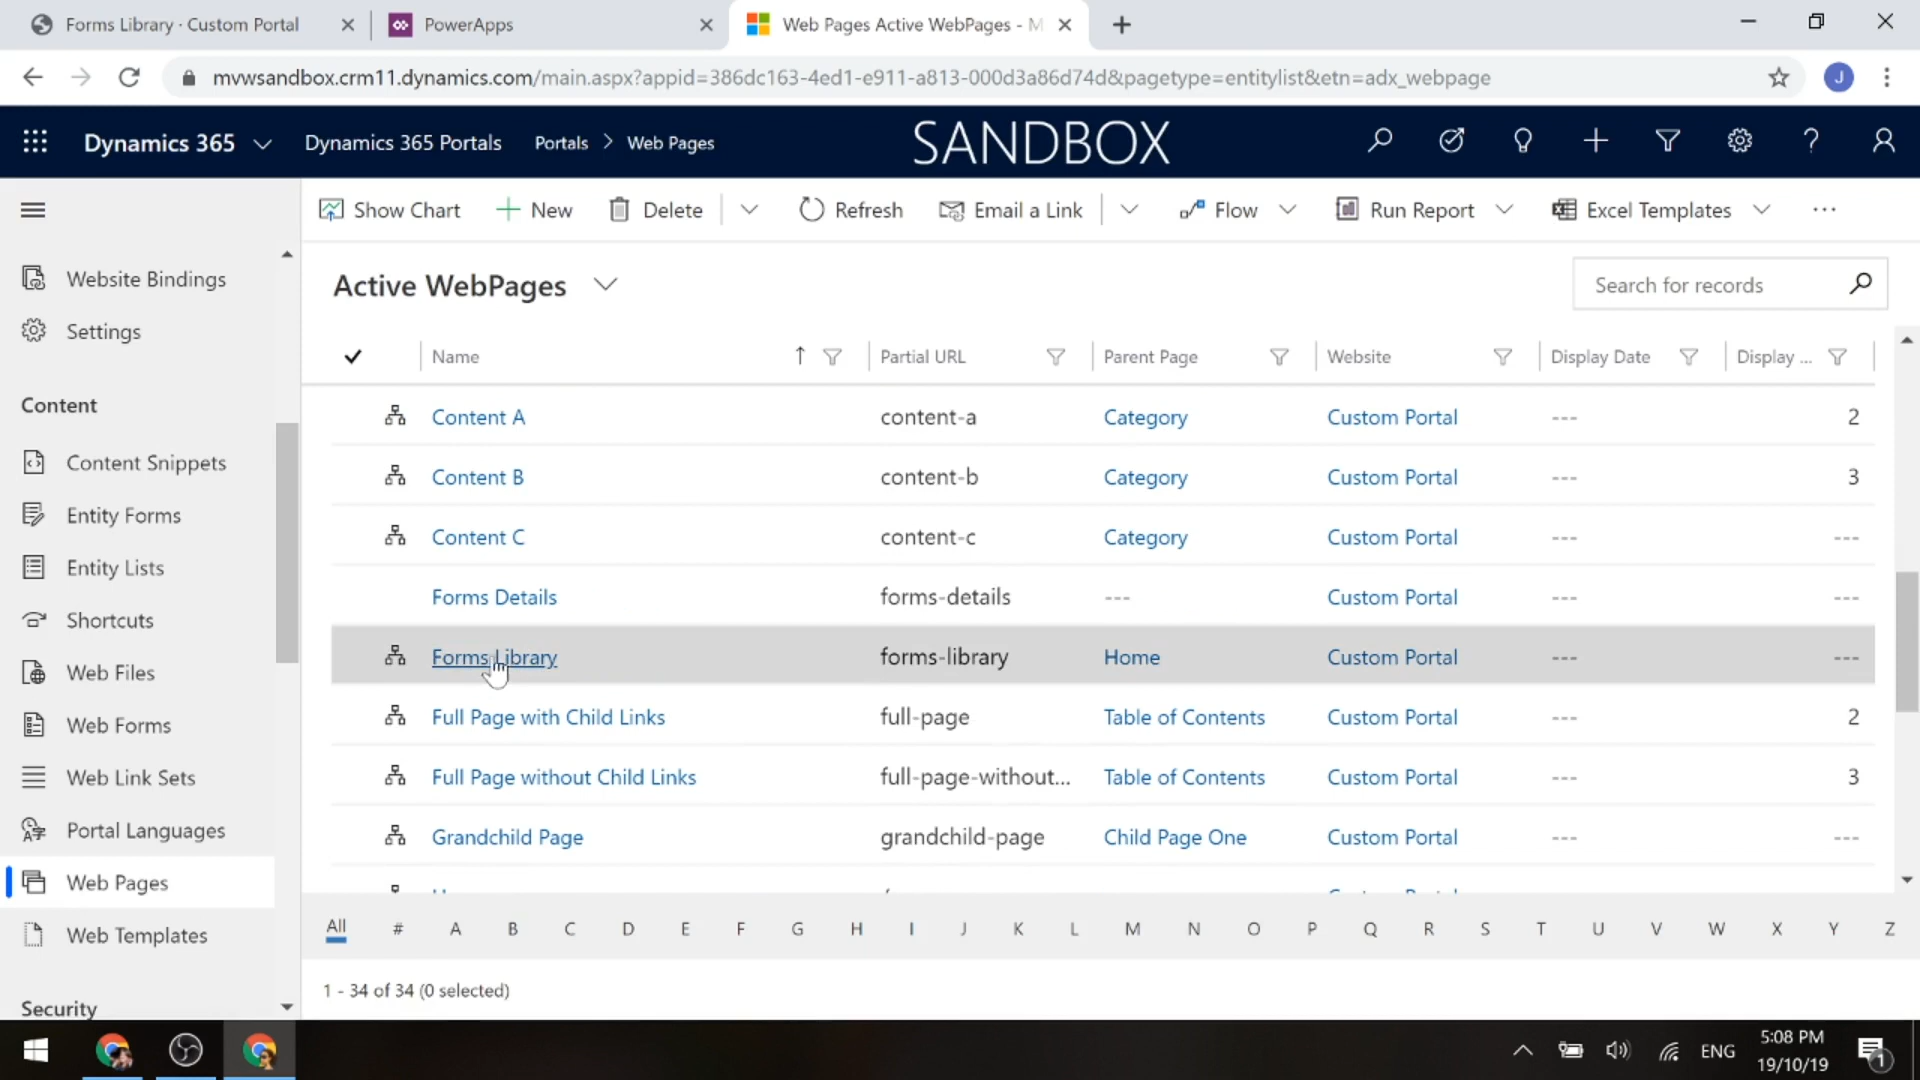 Forms Library · Custom Portal
PowerApps
Web Pages Active WebPages - M
mvwsandbox.crm11.dynamics.com/main.aspx?appid=386dc163-4ed1-e911-a813-000d3a86d74d&pagetype=entitylist&etn=adx_webpage
J
Dynamics 365 Dynamics 365 Portals Portals > Web Pages SANDBOX
Show Chart New Delete Refresh Email a Link Flow Run Report Excel Templates
Website Bindings
Settings
Content
Content Snippets
Entity Forms
Entity Lists
Shortcuts
Web Files
Web Forms
Web Link Sets
Portal Languages
Web Pages
Web Templates
Security
Active WebPages
Search for records
Name Partial URL Parent Page Website Display Date Display ...
Content A content-a Category Custom Portal --- 2
Content B content-b Category Custom Portal --- 3
Content C content-c Category Custom Portal --- ---
Forms Details forms-details --- Custom Portal --- ---
Forms Library forms-library Home Custom Portal --- ---
Full Page with Child Links full-page Table of Contents Custom Portal --- 2
Full Page without Child Links full-page-without... Table of Contents Custom Portal --- 3
Grandchild Page grandchild-page Child Page One Custom Portal --- ---
All # A B C D E F G H I J K L M N O P Q R S T U V W X Y Z
1 - 34 of 34 (0 selected)
ENG
5:08 PM
19/10/19
1